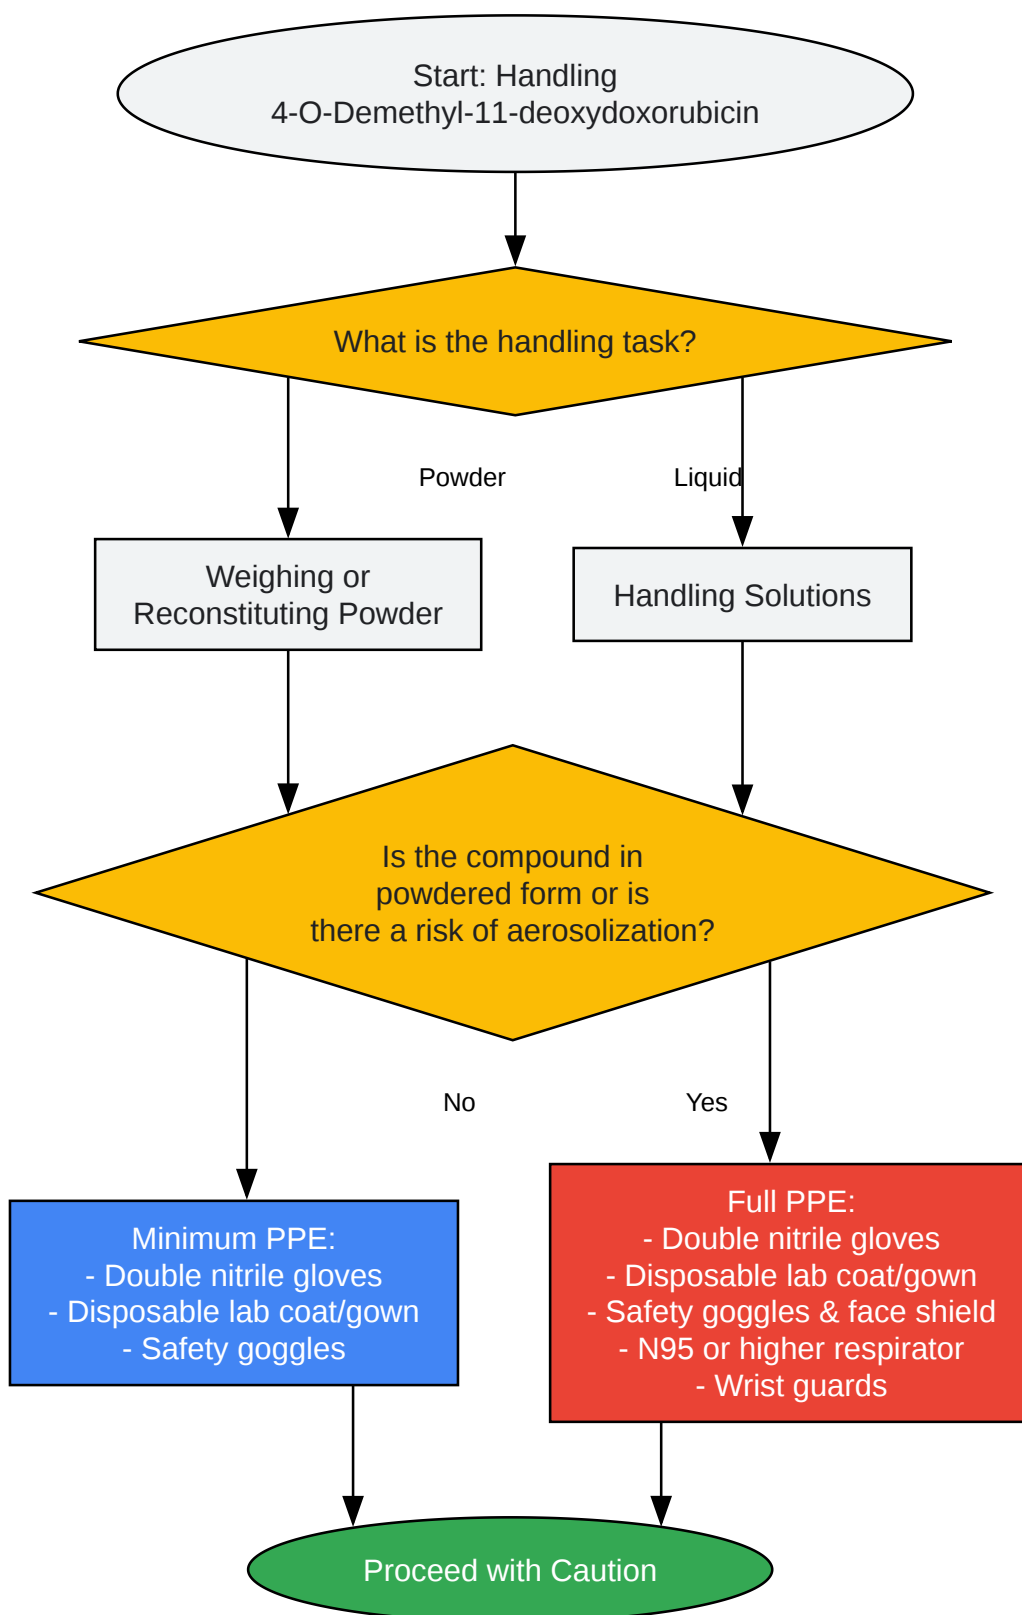 Start: Handling
4-O-Demethyl-11-deoxydoxorubicin
What is the handling task?
Powder
Liquid
Weighing or
Reconstituting Powder
Handling Solutions
Is the compound in
powdered form or is
there a risk of aerosolization?
No
Yes
Minimum PPE:
- Double nitrile gloves
- Disposable lab coat/gown
- Safety goggles
Full PPE:
- Double nitrile gloves
- Disposable lab coat/gown
- Safety goggles & face shield
- N95 or higher respirator
- Wrist guards
Proceed with Caution